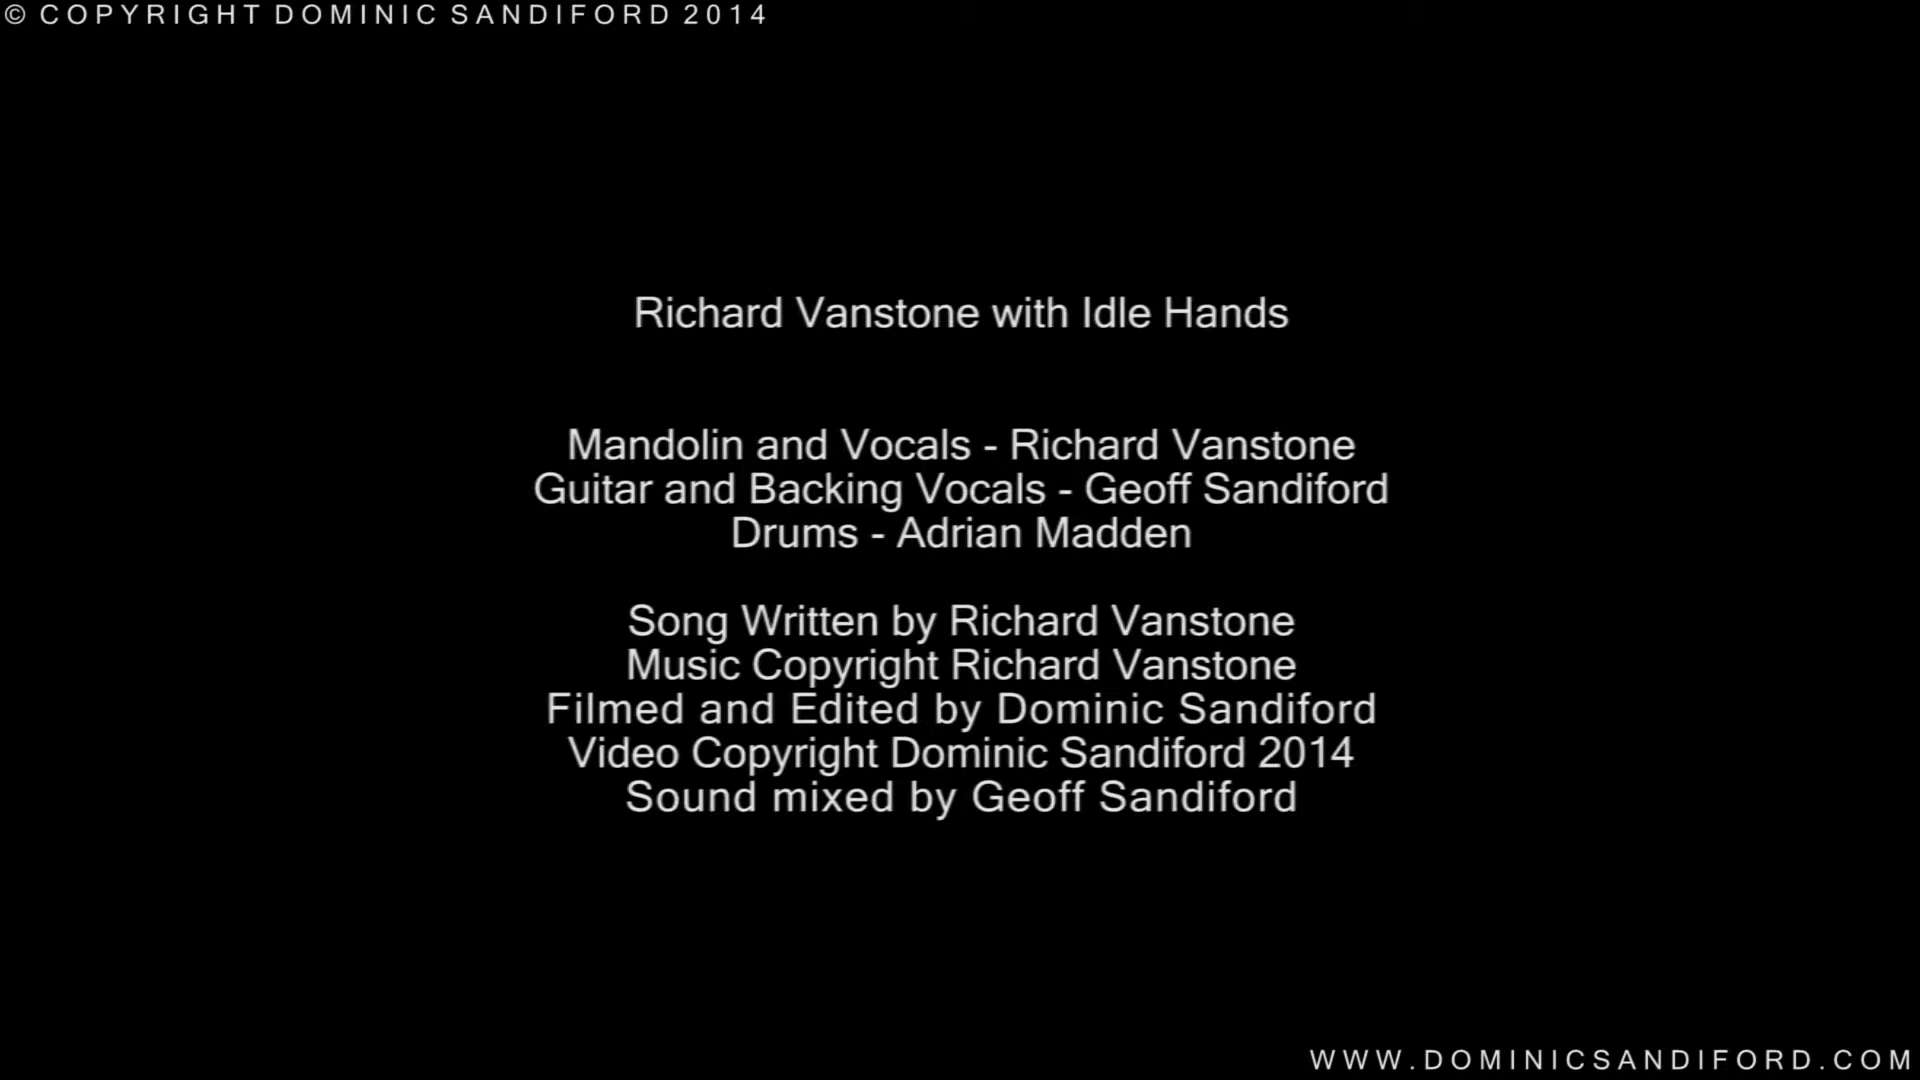 © COPYRIGHT DOMINIC SANDIFORD 2014
Richard Vanstone with Idle Hands
Mandolin and Vocals - Richard Vanstone
Guitar and Backing Vocals - Geoff Sandiford
Drums - Adrian Madden
Song Written by Richard Vanstone
Music Copyright Richard Vanstone
Filmed and Edited by Dominic Sandiford
Video Copyright Dominic Sandiford 2014
Sound mixed by Geoff Sandiford
WWW.DOMINICSANDIFORD.COM